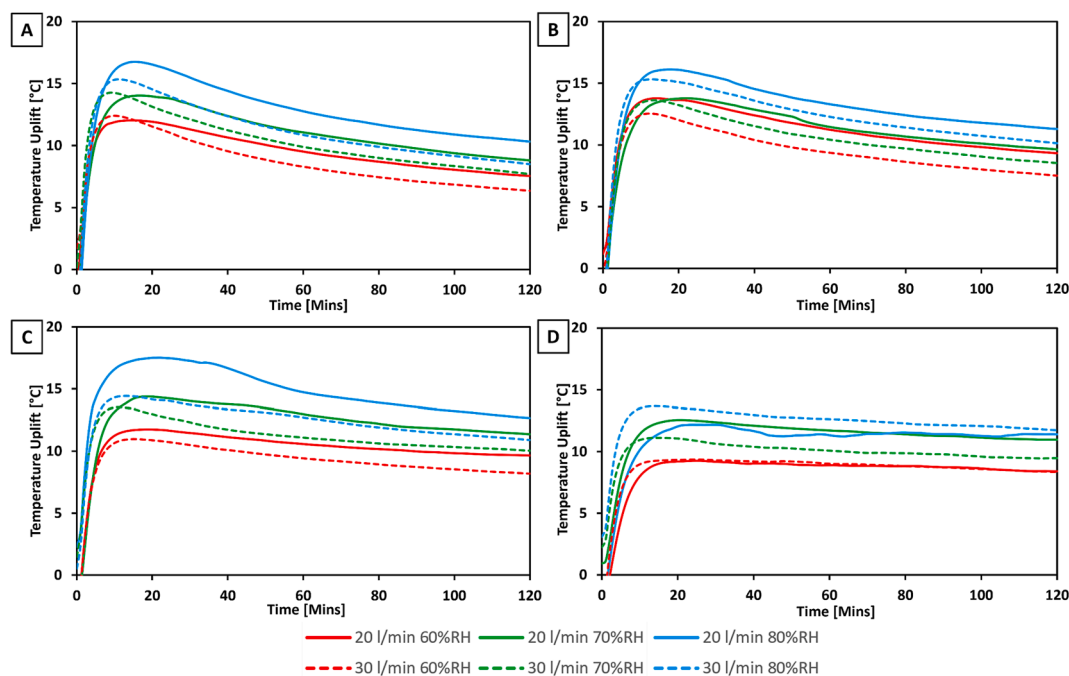 A
Temperature Uplift [°C]
20
15
10
5
0
0 20 40 60 80 100 120
Time [Mins]
B
Temperature Uplift [°C]
20
15
10
5
0
0 20 40 60 80 100 120
Time [Mins]
C
Temperature Uplift [°C]
20
15
10
5
0
0 20 40 60 80 100 120
Time [Mins]
D
Temperature Uplift [°C]
20
15
10
5
0
0 20 40 60 80 100 120
Time [Mins]
20 l/min 60%RH 20 l/min 70%RH 20 l/min 80%RH
30 l/min 60%RH 30 l/min 70%RH 30 l/min 80%RH